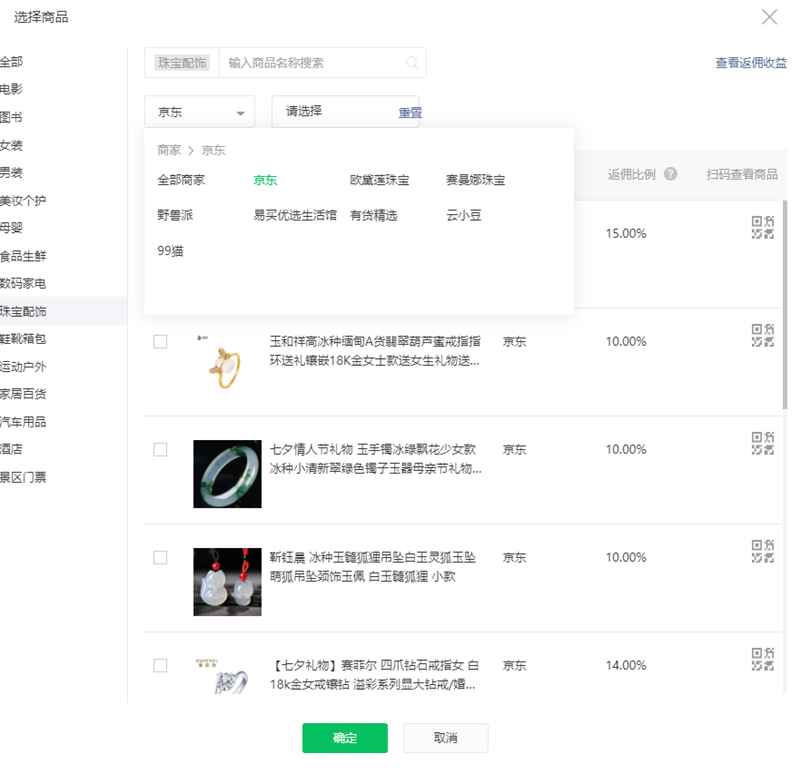 选择商品
全部
电影
图书
女装
男装
美妆个护
母婴
食品生鲜
数码家电
珠宝配饰
鞋靴箱包
运动户外
家居百货
汽车用品
酒店
景区门票
珠宝配饰 输入商品名称搜索
查看返佣收益
京东 请选择 重置
商家 > 京东
全部商家 京东 欧黛莲珠宝 赛曼娜珠宝
野兽派 易买优选生活馆 有货精选 云小豆
99猫
返佣比例 ? 扫码查看商品
15.00%
玉和祥高冰种缅甸A货翡翠葫芦蜜戒指指
环送礼镶嵌18K金女士款送女生礼物送...
京东 10.00%
七夕情人节礼物 玉手镯冰绿飘花少女款
冰种小清新翠绿色镯子玉器母亲节礼物...
京东 10.00%
靳钰晨 冰种玉髓狐狸吊坠白玉灵狐玉坠
萌狐吊坠颈饰玉佩 白玉髓狐狸 小款
京东 10.00%
【七夕礼物】赛菲尔 四爪钻石戒指女 白
18k金女戒镶钻 溢彩系列显大钻戒/婚...
京东 14.00%
确定 取消